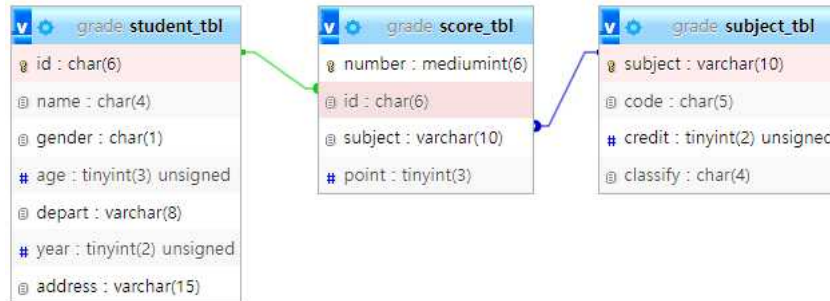 v grade student_tbl
id : char(6)
name : char(4)
gender : char(1)
# age : tinyint(3) unsigned
depart : varchar(8)
# year : tinyint(2) unsigned
address : varchar(15)
v grade score_tbl
number : mediumint(6)
id : char(6)
subject : varchar(10)
# point : tinyint(3)
v grade subject_tbl
subject : varchar(10)
code : char(5)
# credit : tinyint(2) unsigned
classify : char(4)